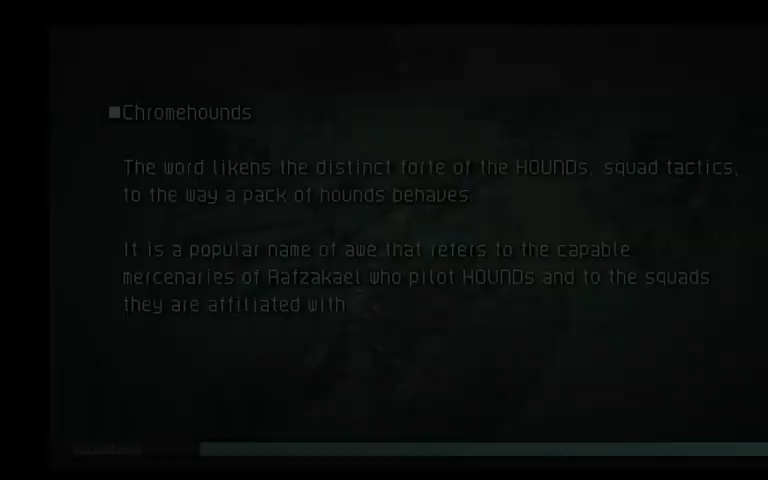 ■Chromehounds
The word likens the distinct forte of the HOUNDs, squad tactics,
to the way a pack of hounds behaves.
It is a popular name of awe that refers to the capable
mercenaries of Rafzakael who pilot HOUNDs and to the squads
they are affiliated with